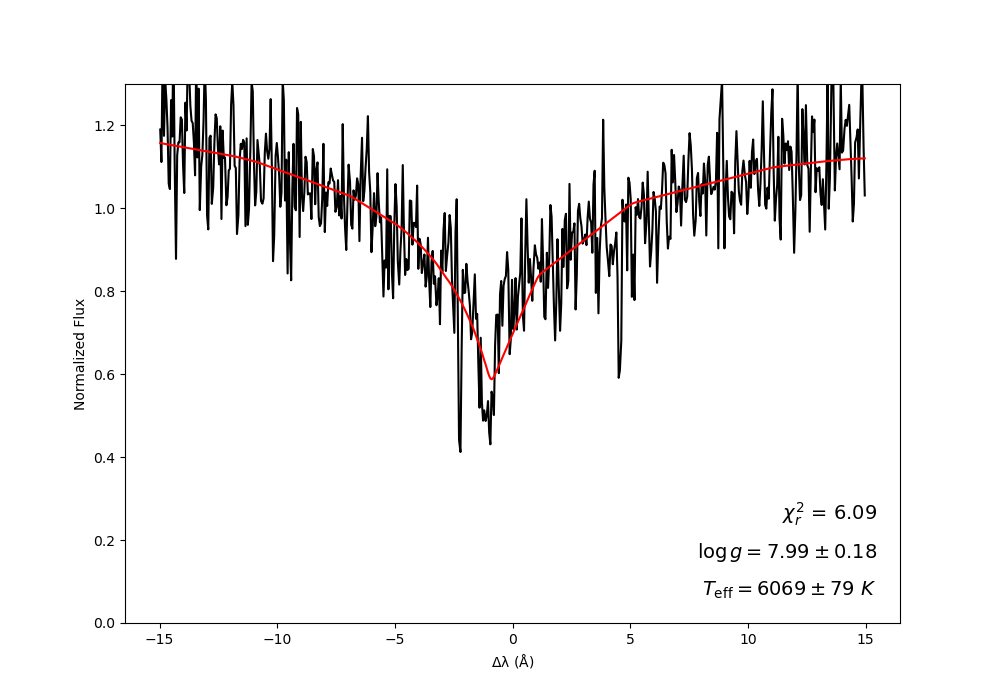 1.2
1.0
0.8
0.6
0.4
0.2
0.0
Normalized Flux
χ²ᵣ = 6.09
log g = 7.99 ± 0.18
T_eff = 6069 ± 79 K
−15 −10 −5 0 5 10 15
Δλ (Å)